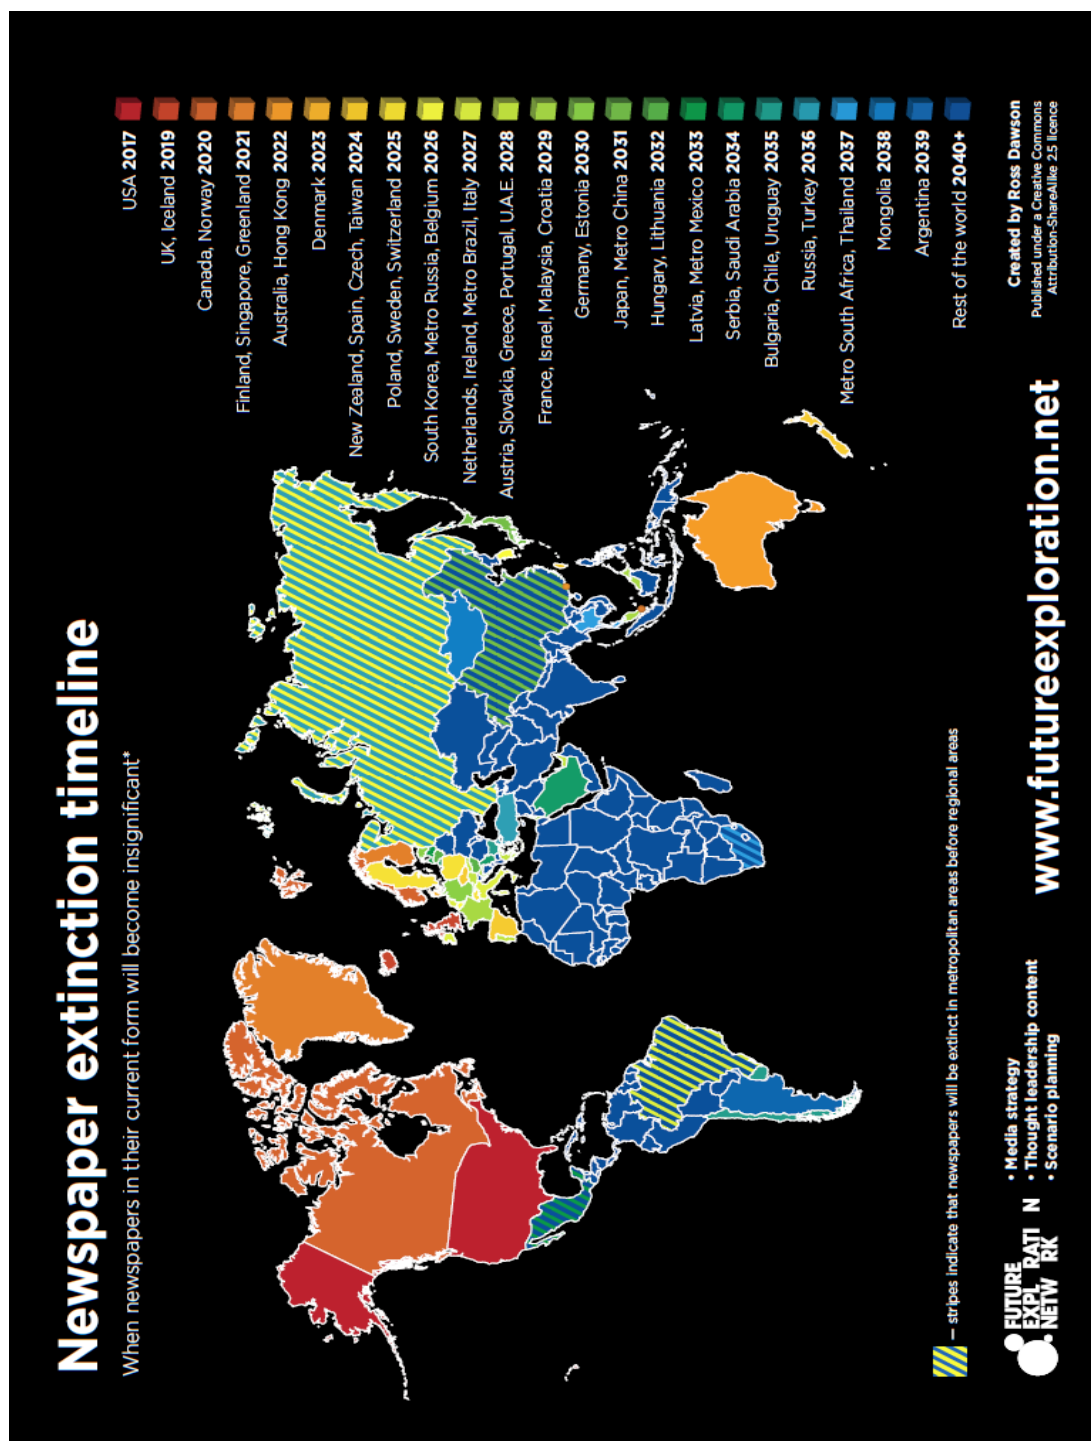 Newspaper extinction timeline
When newspapers in their current form will become insignificant*
USA 2017
UK, Iceland 2019
Canada, Norway 2020
Finland, Singapore, Greenland 2021
Australia, Hong Kong 2022
Denmark 2023
New Zealand, Spain, Czech, Taiwan 2024
Poland, Sweden, Switzerland 2025
South Korea, Metro Russia, Belgium 2026
Netherlands, Ireland, Metro Brazil, Italy 2027
Austria, Slovakia, Greece, Portugal, U.A.E. 2028
France, Israel, Malaysia, Croatia 2029
Germany, Estonia 2030
Japan, Metro China 2031
Hungary, Lithuania 2032
Latvia, Metro Mexico 2033
Serbia, Saudi Arabia 2034
Bulgaria, Chile, Uruguay 2035
Russia, Turkey 2036
Metro South Africa, Thailand 2037
Mongolia 2038
Argentina 2039
Rest of the world 2040+
— stripes indicate that newspapers will be extinct in metropolitan areas before regional areas
FUTURE
EXPL RATI N
NETW RK
• Media strategy
• Thought leadership content
• Scenario planning
www.futureexploration.net
Created by Ross Dawson
Published under a Creative Commons
Attribution-ShareAlike 2.5 licence